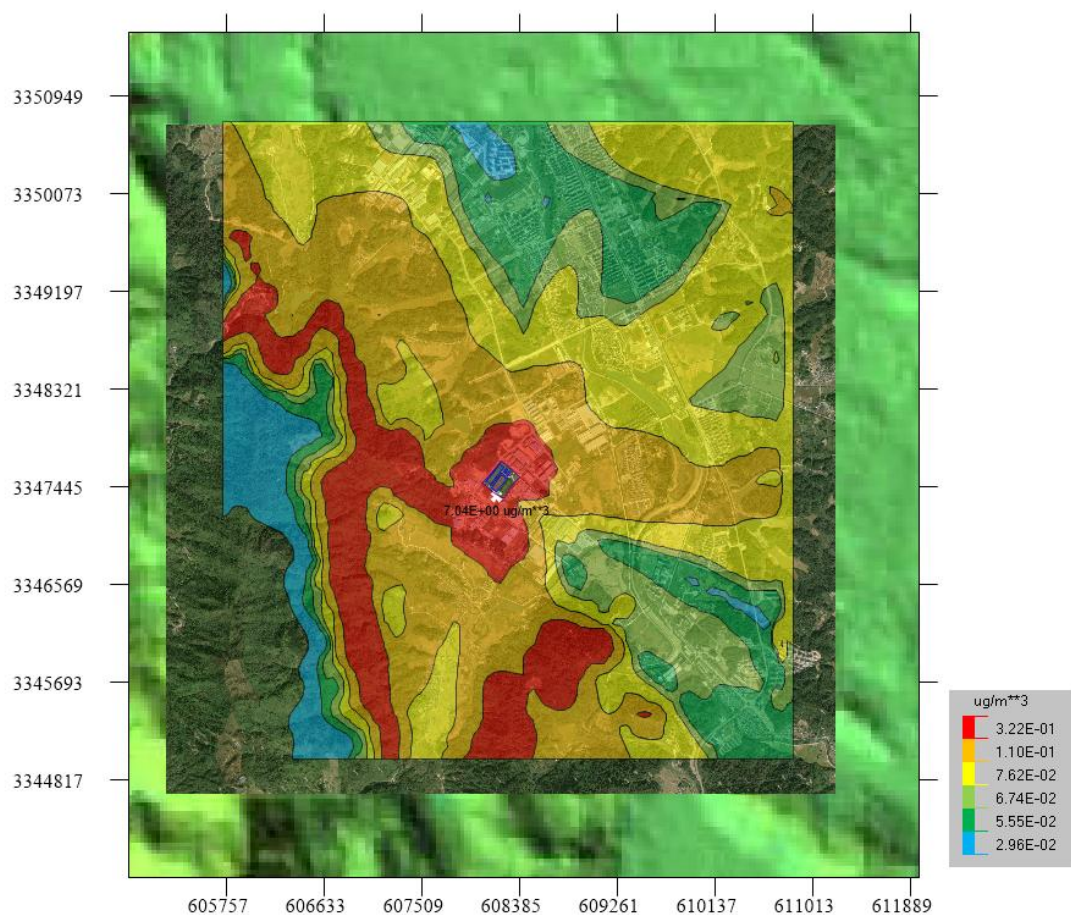 3350949
3350073
3349197
3348321
3347445
7.04E+00 ug/m**3
3346569
3345693
3344817
ug/m**3
3.22E-01
1.10E-01
7.62E-02
6.74E-02
5.55E-02
2.96E-02
605757 606633 607509 608385 609261 610137 611013 611889